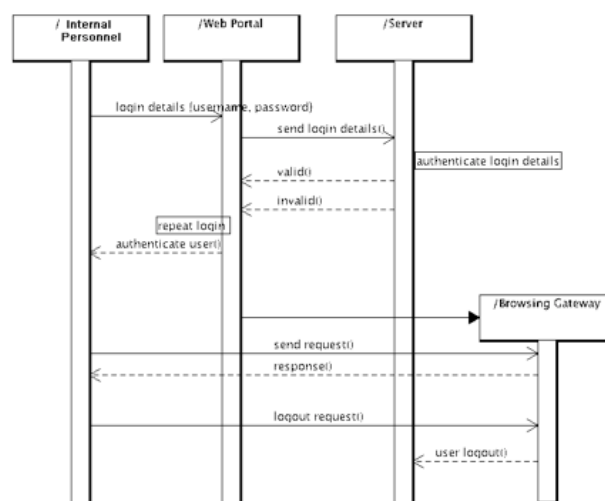 / Internal
Personnel
/Web Portal
/Server
login details {username, password}
send login details()
authenticate login details
valid()
invalid()
repeat login
authenticate user()
/Browsing Gateway
send request()
response()
logout request()
user logout()